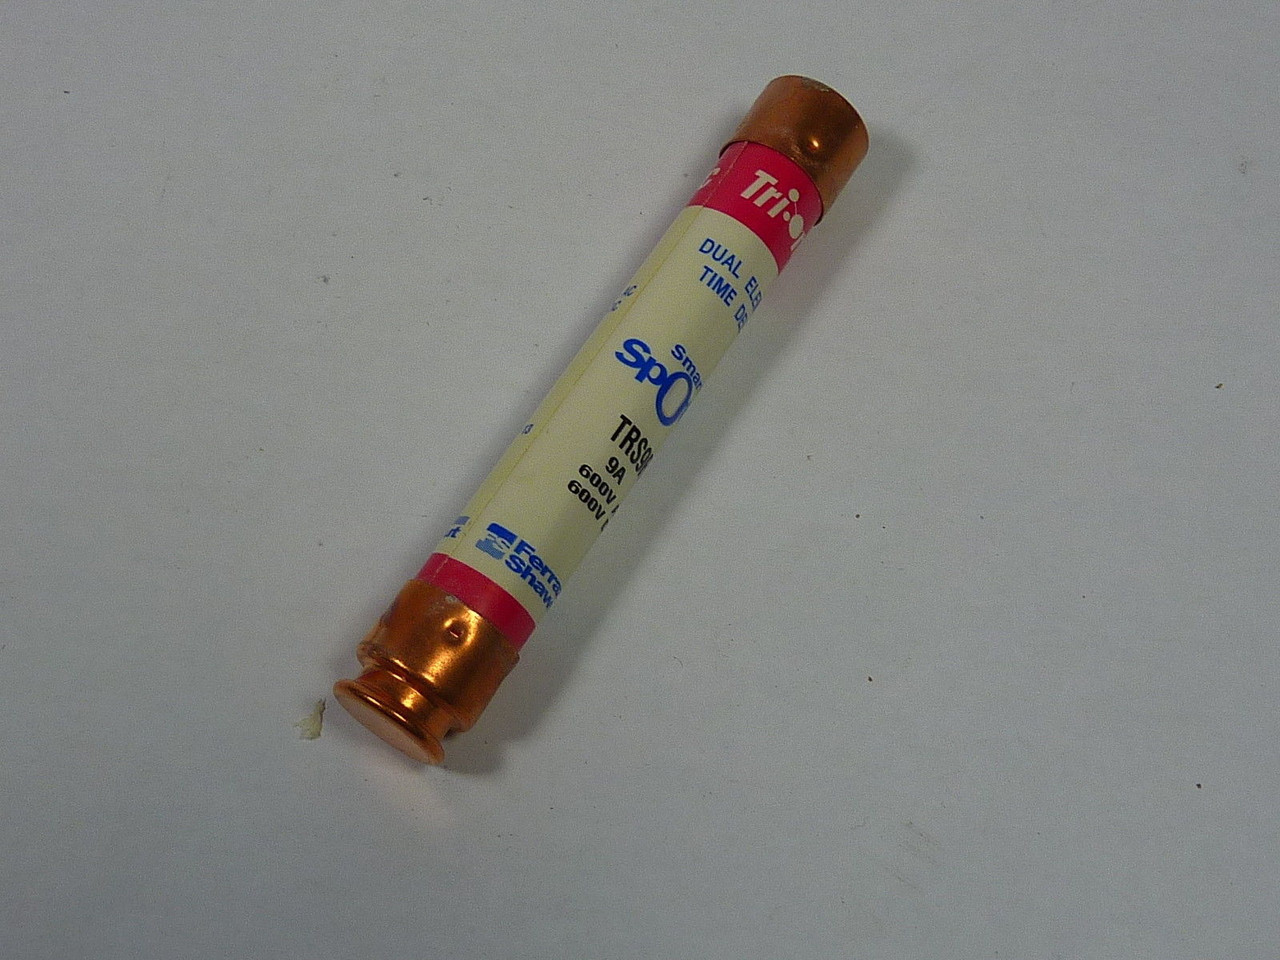 Tri-o
DUAL ELE
TIME DE
Smar
SpO
TRS9
9A
600V A
600V
Ferra
Shaw